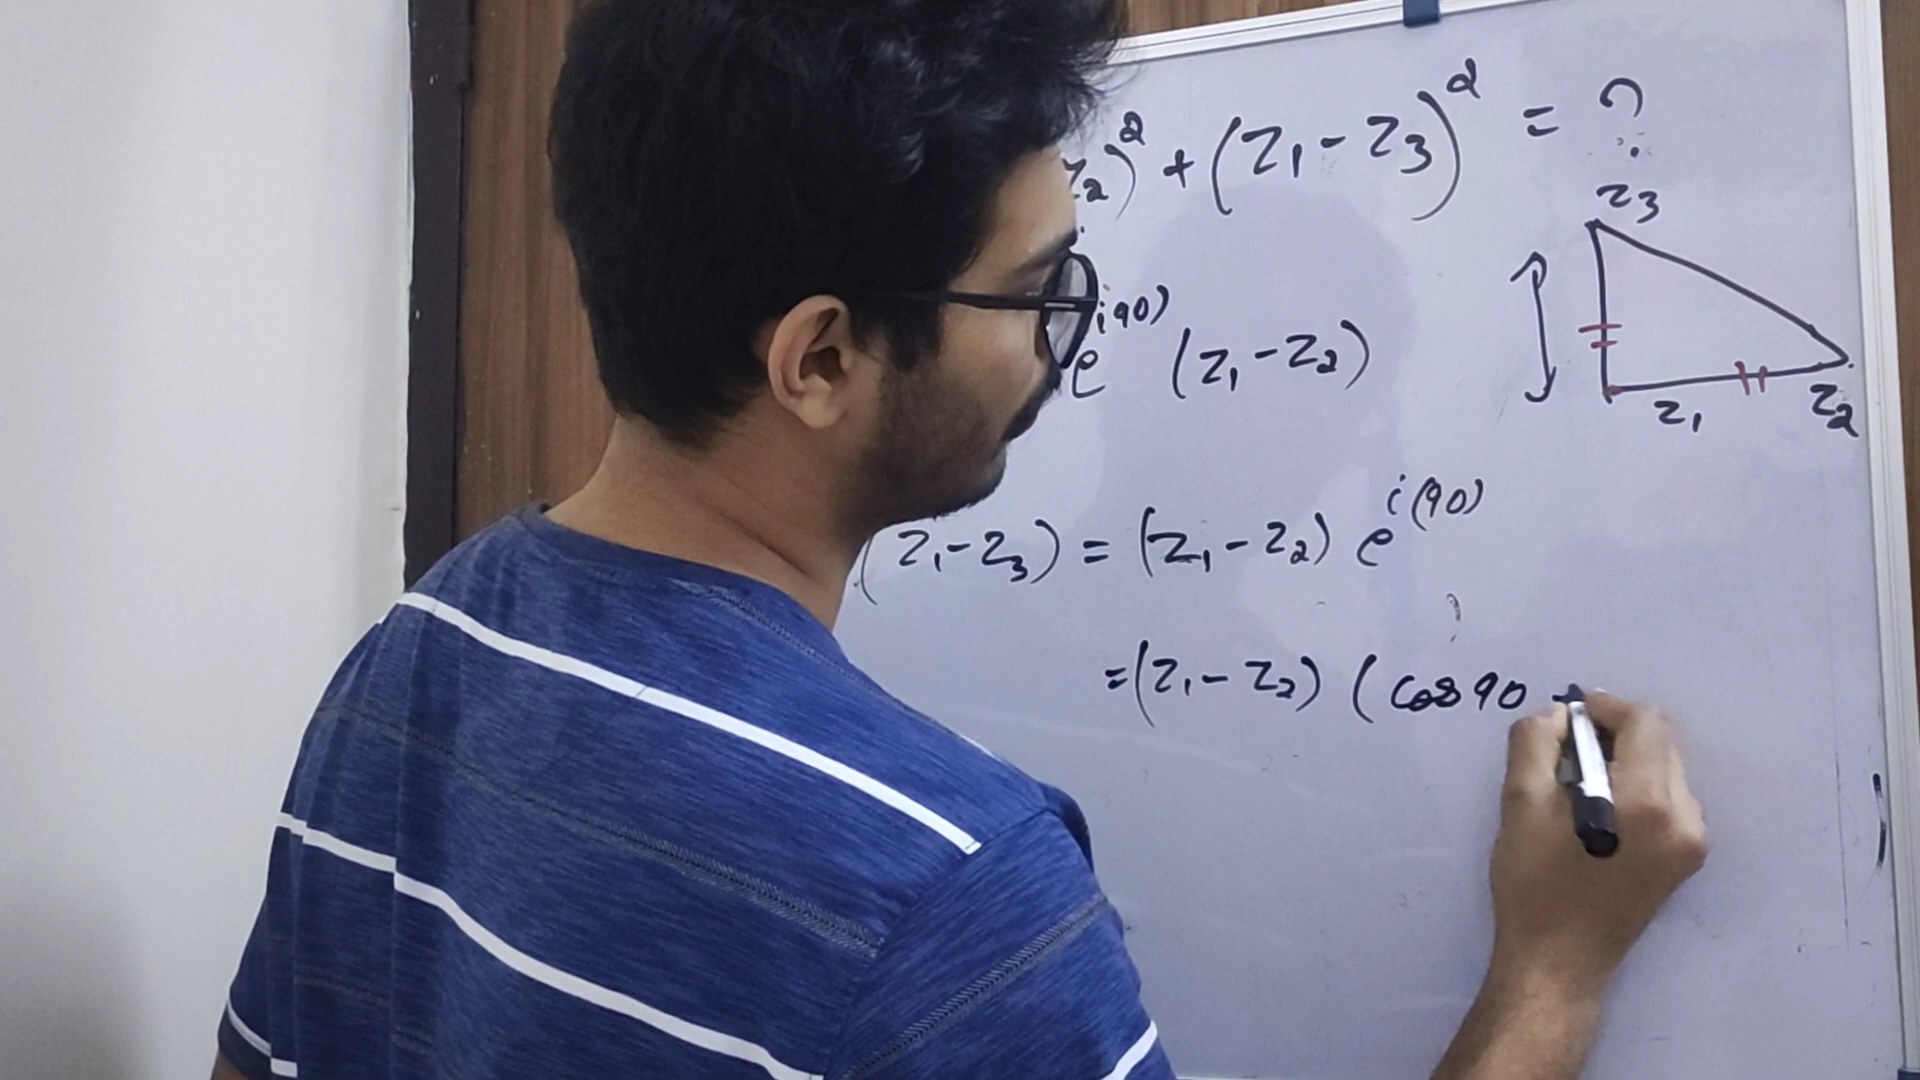 z₂)² + (z₁ - z₃)² = ?
z₃
e^(i90) (z₁ - z₂)
z₁ z₂
(z₁ - z₃) = (z₁ - z₂) e^i(90)
= (z₁ - z₂) (cos 90 +